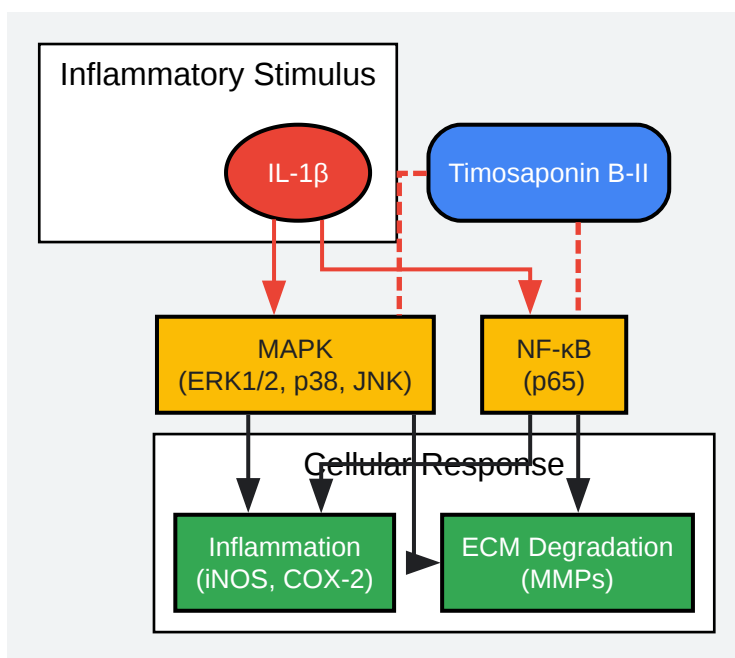 Inflammatory Stimulus
IL-1β
Timosaponin B-II
MAPK
(ERK1/2, p38, JNK)
NF-κB
(p65)
Cellular Response
Inflammation
(iNOS, COX-2)
ECM Degradation
(MMPs)